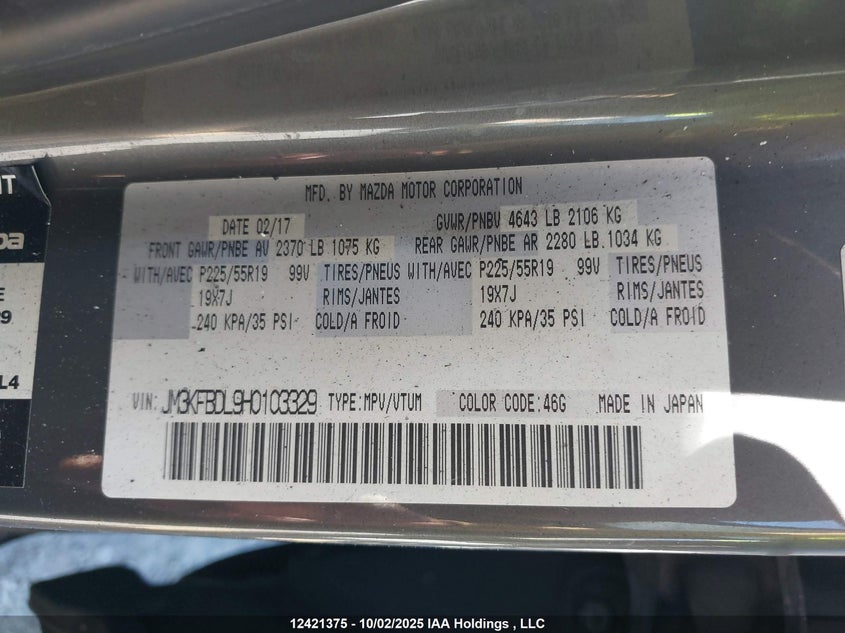 MFD. BY MAZDA MOTOR CORPORATION
DATE 02/17 GVWR/PNBV 4643 LB 2106 KG
FRONT GAWR/PNBE AV 2370 LB 1075 KG REAR GAWR/PNBE AR 2280 LB.1034 KG
WITH/AVEC P225/55R19 99V TIRES/PNEUS WITH/AVEC P225/55R19 99V TIRES/PNEUS
19X7J RIMS/JANTES 19X7J RIMS/JANTES
240 KPA/35 PSI COLD/A FROID 240 KPA/35 PSI COLD/A FROID
VIN: JM3KFBDL9H0103329 TYPE:MPV/VTUM COLOR CODE:46G MADE IN JAPAN
12421375 - 10/02/2025 IAA Holdings , LLC